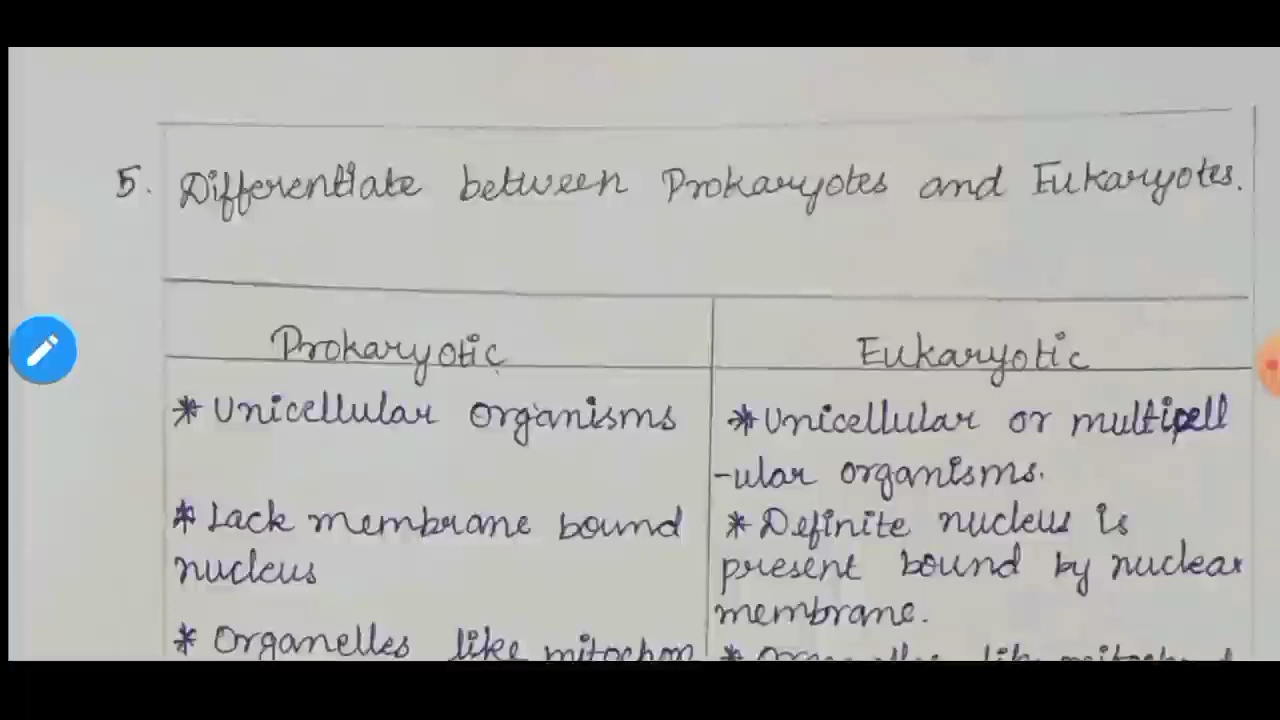 5. Differentiate between Prokaryotes and Eukaryotes.
Prokaryotic
Eukaryotic
* Unicellular organisms
* Lack membrane bound
nucleus
* Organelles like mitochon
* Unicellular or multicell
-ular organisms.
* Definite nucleus is
present bound by nuclear
membrane.